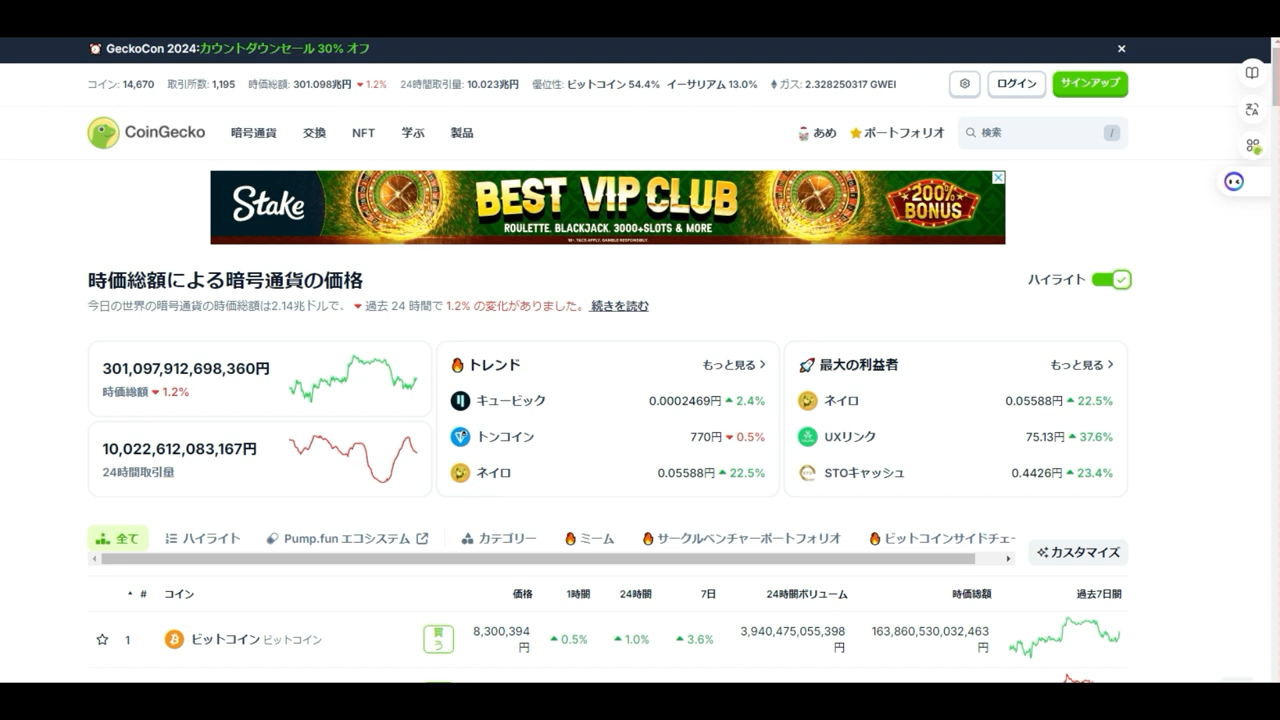 GeckoCon 2024:カウントダウンセール 30% オフ
コイン: 14,670 取引所数: 1,195 時価総額: 301.098兆円 1.2% 24時間取引量: 10.023兆円 優位性: ビットコイン 54.4% イーサリアム 13.0% ガス: 2.328250317 GWEI ログイン サインアップ
CoinGecko 暗号通貨 交換 NFT 学ぶ 製品 あめ ポートフォリオ 検索 /
Stake BEST VIP CLUB 200% BONUS
ROULETTE, BLACKJACK, 3000+SLOTS & MORE
18+. T&CS APPLY. GAMBLE RESPONSIBLY.
時価総額による暗号通貨の価格 ハイライト
今日の世界の暗号通貨の時価総額は2.14兆ドルで、 過去 24 時間で 1.2% の変化がありました。 続きを読む
301,097,912,698,360円
時価総額 1.2%
10,022,612,083,167円
24時間取引量
トレンド もっと見る
キュービック 0.0002469円 2.4%
トンコイン 770円 0.5%
ネイロ 0.05588円 22.5%
最大の利益者 もっと見る
ネイロ 0.05588円 22.5%
UXリンク 75.13円 37.6%
STOキャッシュ 0.4426円 23.4%
全て ハイライト Pump.fun エコシステム カテゴリー ミーム サークルベンチャーポートフォリオ ビットコインサイドチェー カスタマイズ
# コイン 価格 1時間 24時間 7日 24時間ボリューム 時価総額 過去7日間
1 ビットコイン ビットコイン 買う 8,300,394円 0.5% 1.0% 3.6% 3,940,475,055,398円 163,860,530,032,463円